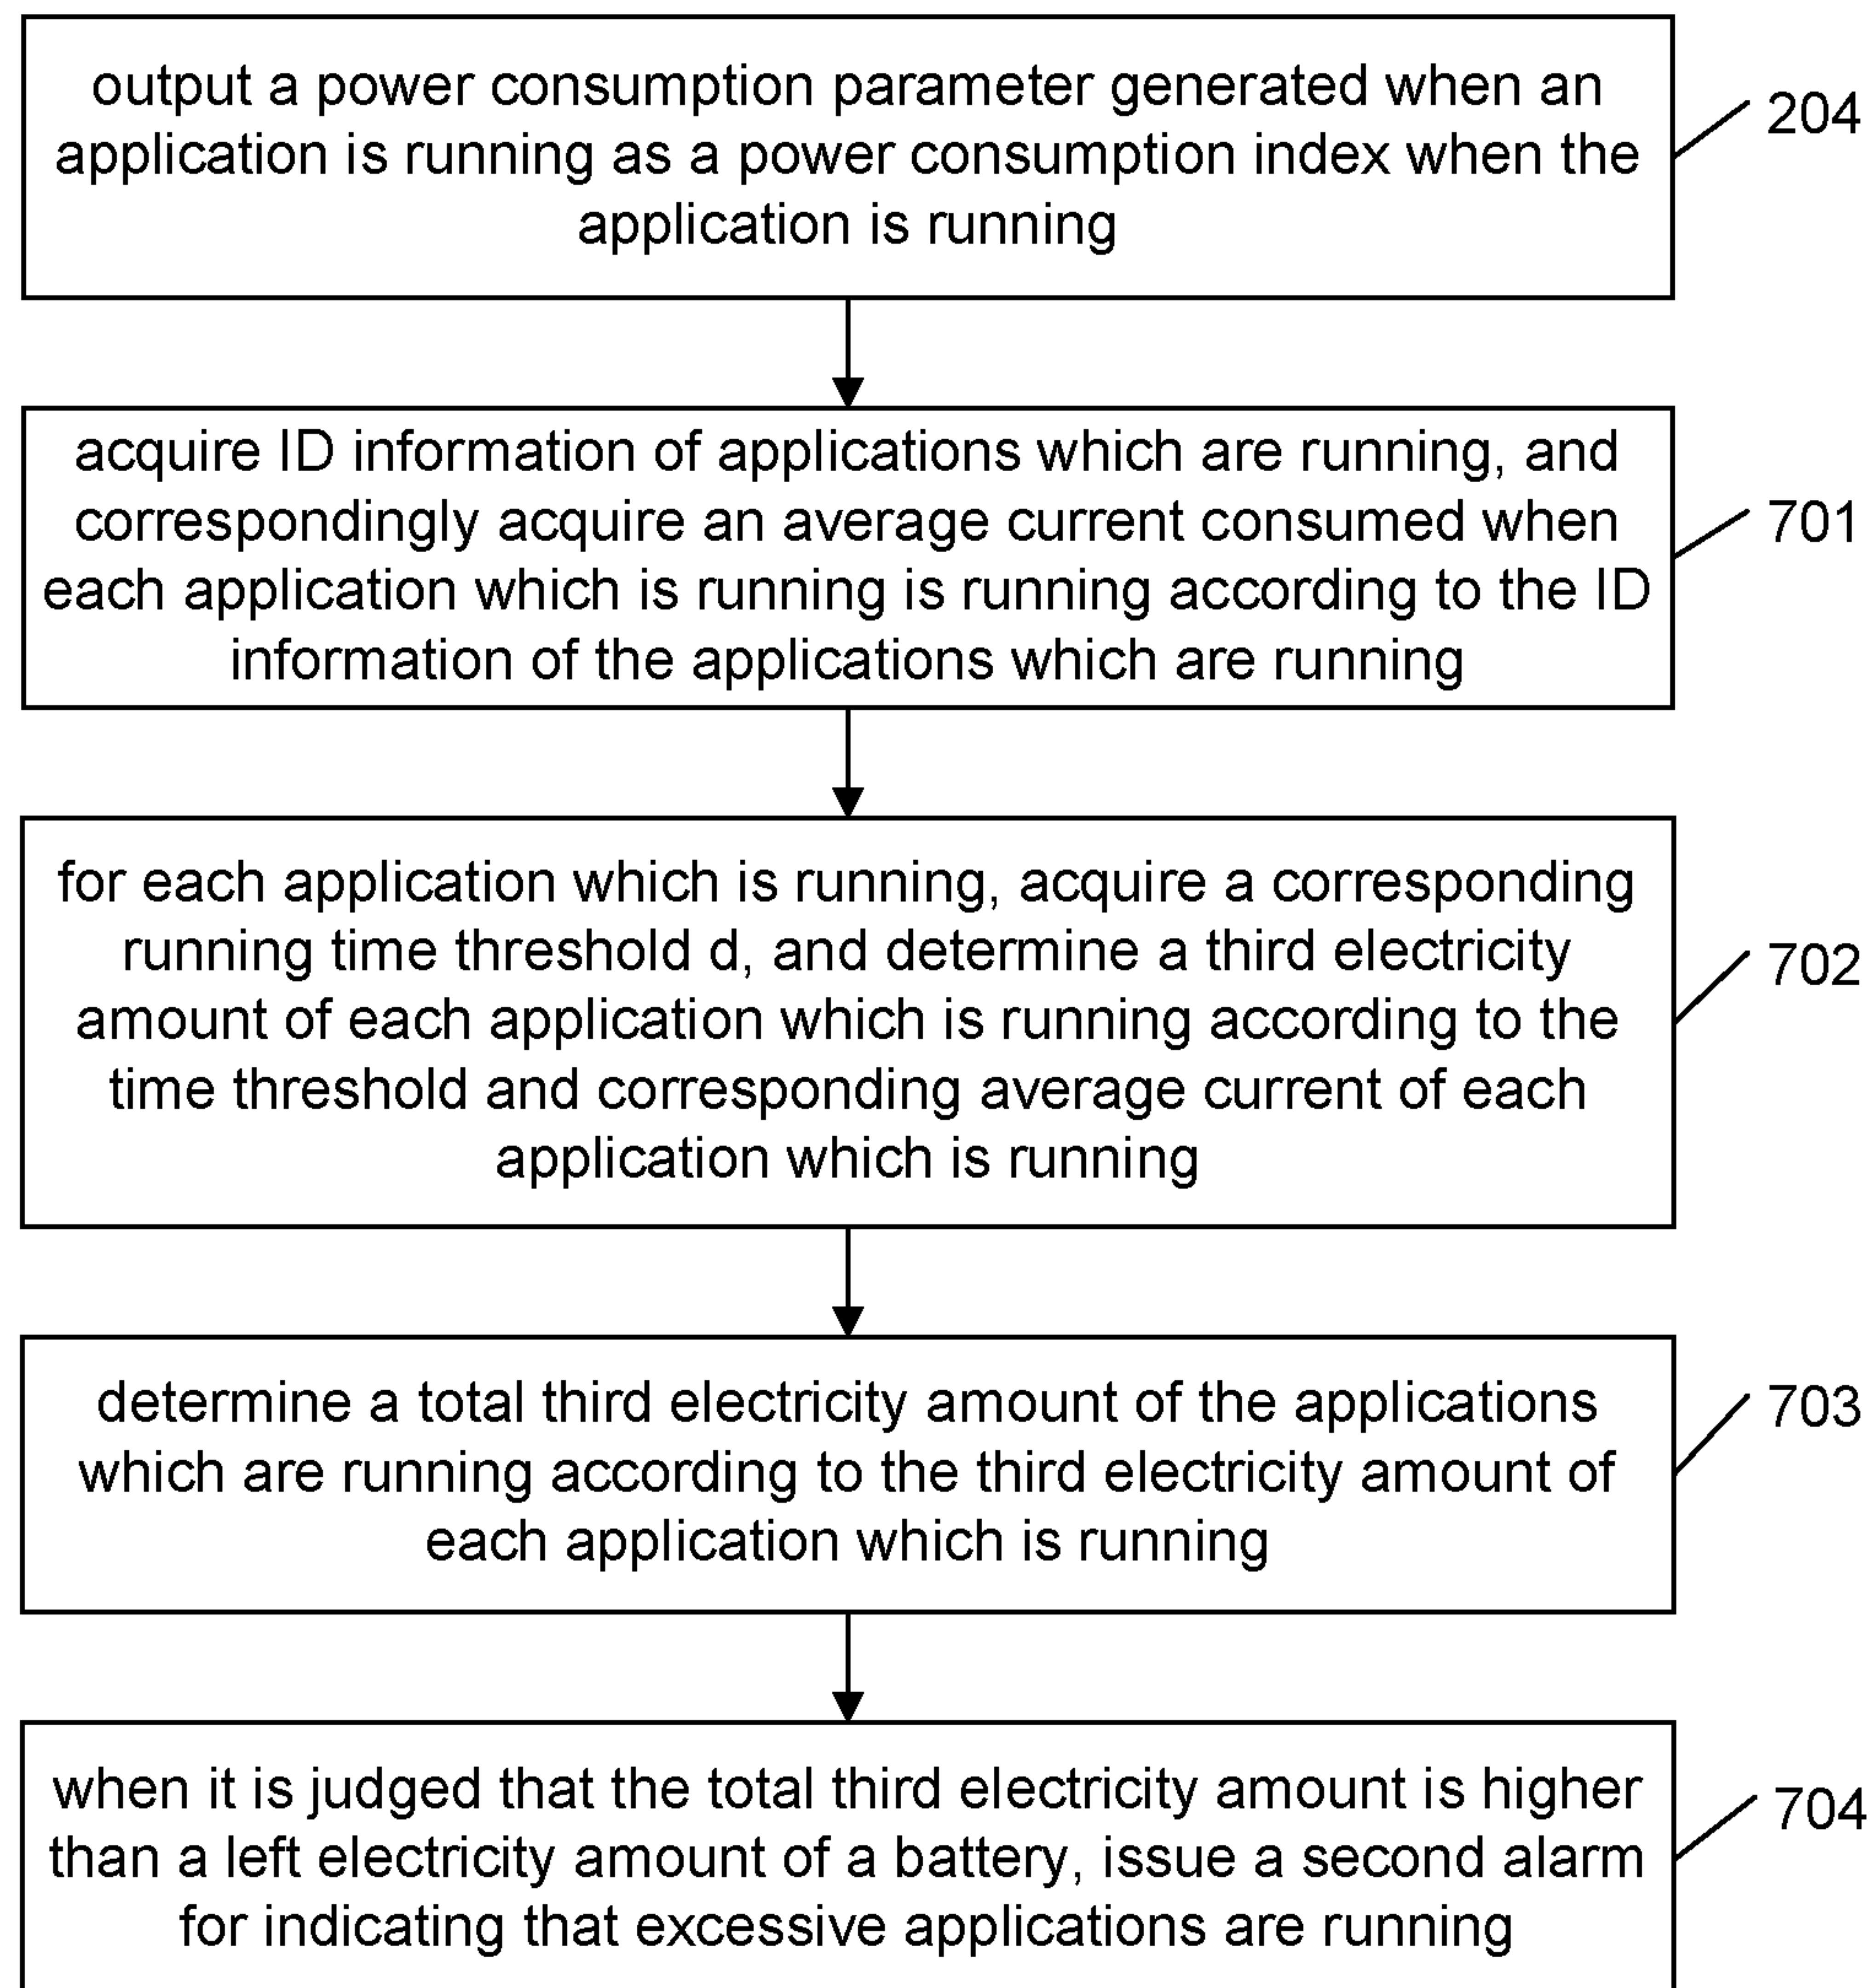 output a power consumption parameter generated when an
application is running as a power consumption index when the
application is running
204
acquire ID information of applications which are running, and
correspondingly acquire an average current consumed when
each application which is running is running according to the ID
information of the applications which are running
701
for each application which is running, acquire a corresponding
running time threshold d, and determine a third electricity
amount of each application which is running according to the
time threshold and corresponding average current of each
application which is running
702
determine a total third electricity amount of the applications
which are running according to the third electricity amount of
each application which is running
703
when it is judged that the total third electricity amount is higher
than a left electricity amount of a battery, issue a second alarm
for indicating that excessive applications are running
704